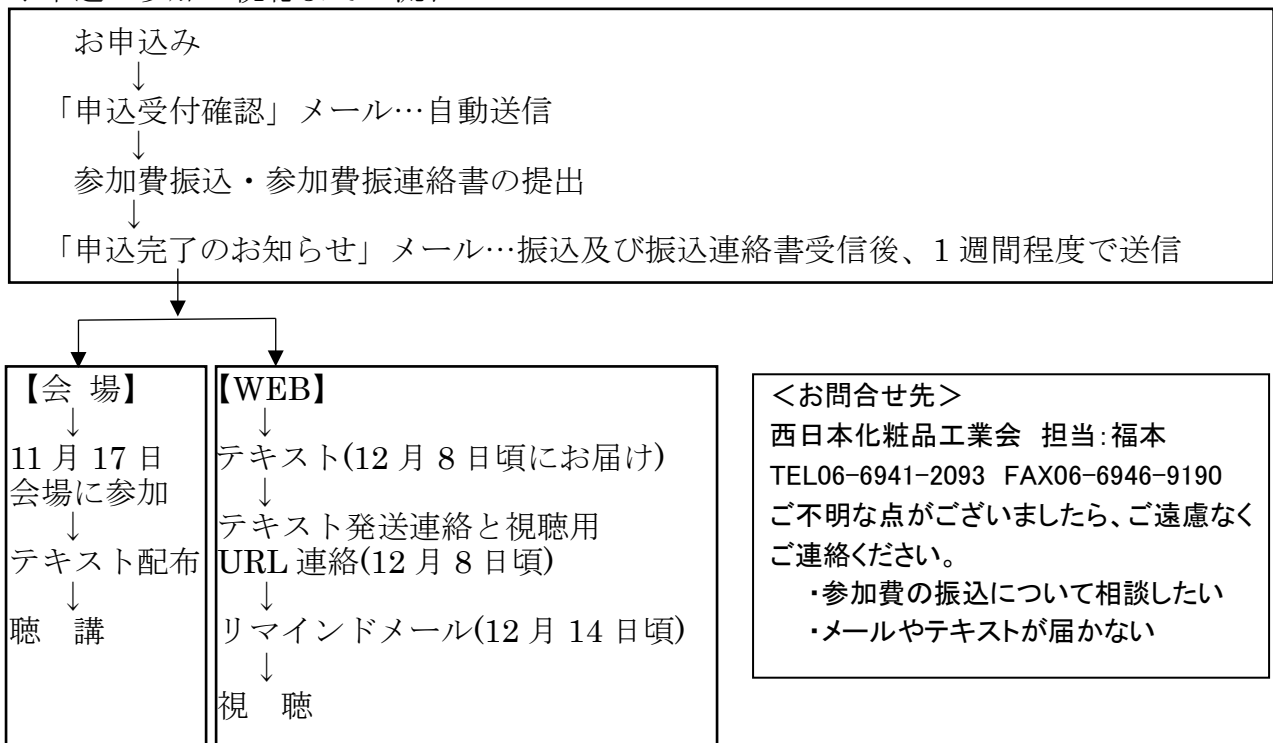 お申込み
↓
「申込受付確認」メール…自動送信
↓
参加費振込・参加費振連絡書の提出
↓
「申込完了のお知らせ」メール…振込及び振込連絡書受信後、1 週間程度で送信
【会 場】
↓
11 月 17 日
会場に参加
↓
テキスト配布
↓
聴 講
【WEB】
↓
テキスト(12 月 8 日頃にお届け)
↓
テキスト発送連絡と視聴用
URL 連絡(12 月 8 日頃)
↓
リマインドメール(12 月 14 日頃)
↓
視 聴
＜お問合せ先＞
西日本化粧品工業会 担当:福本
TEL06-6941-2093 FAX06-6946-9190
ご不明な点がございましたら、ご遠慮なく
ご連絡ください。
・参加費の振込について相談したい
・メールやテキストが届かない